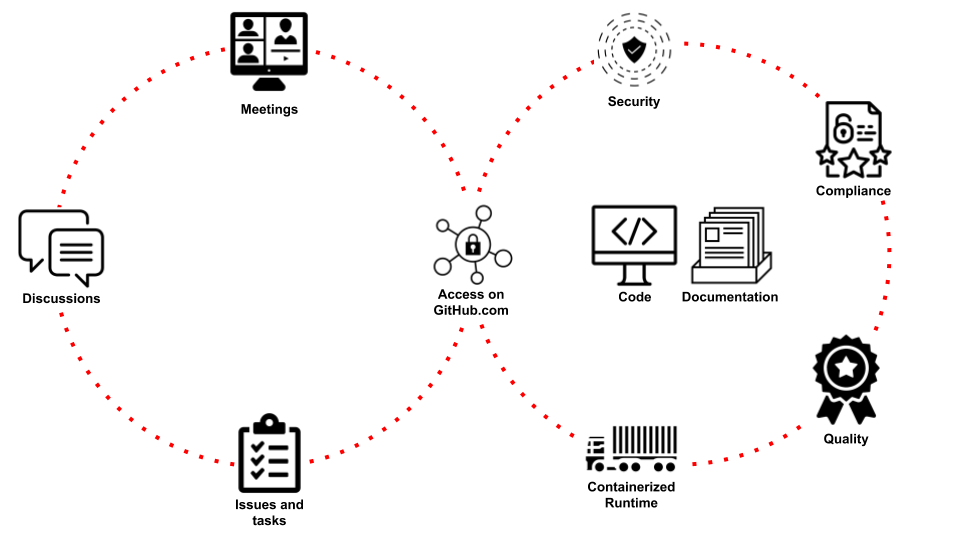 Meetings
Security
Compliance
Discussions
Access on
GitHub.com
Code
Documentation
Quality
Issues and
tasks
Containerized
Runtime